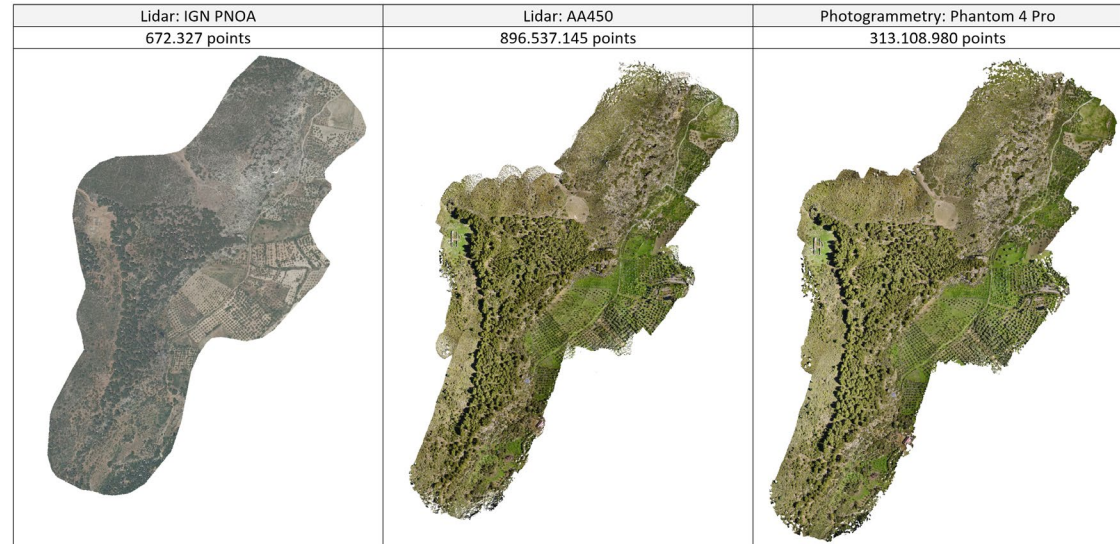 Lidar: IGN PNOA
Lidar: AA450
Photogrammetry: Phantom 4 Pro
672.327 points
896.537.145 points
313.108.980 points